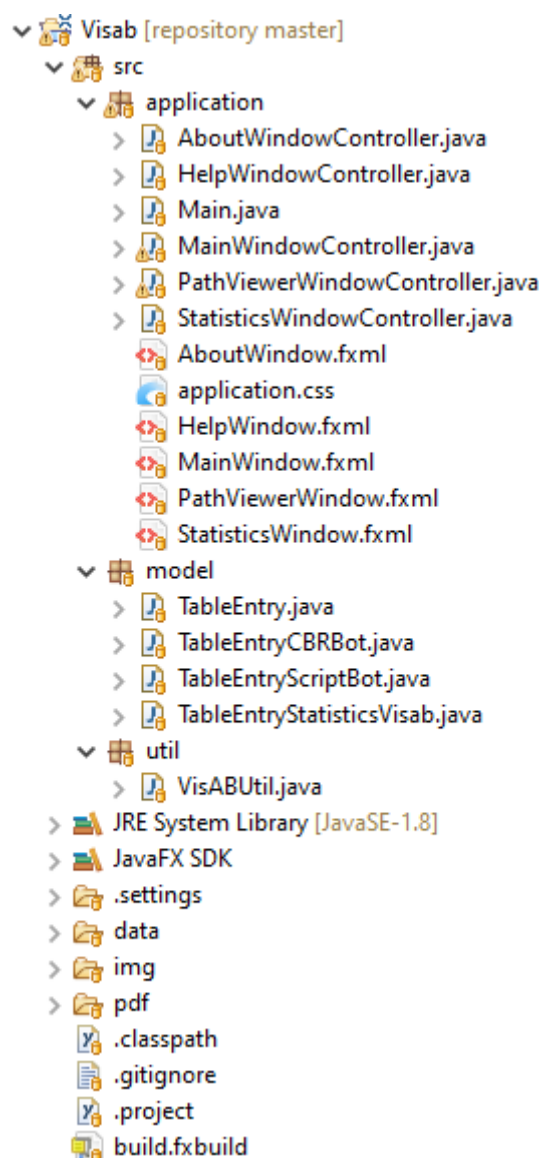 Visab [repository master]
src
application
AboutWindowController.java
HelpWindowController.java
Main.java
MainWindowController.java
PathViewerWindowController.java
StatisticsWindowController.java
AboutWindow.fxml
application.css
HelpWindow.fxml
MainWindow.fxml
PathViewerWindow.fxml
StatisticsWindow.fxml
model
TableEntry.java
TableEntryCBRBot.java
TableEntryScriptBot.java
TableEntryStatisticsVisab.java
util
VisABUtil.java
JRE System Library [JavaSE-1.8]
JavaFX SDK
.settings
data
img
pdf
.classpath
.gitignore
.project
build.fxbuild